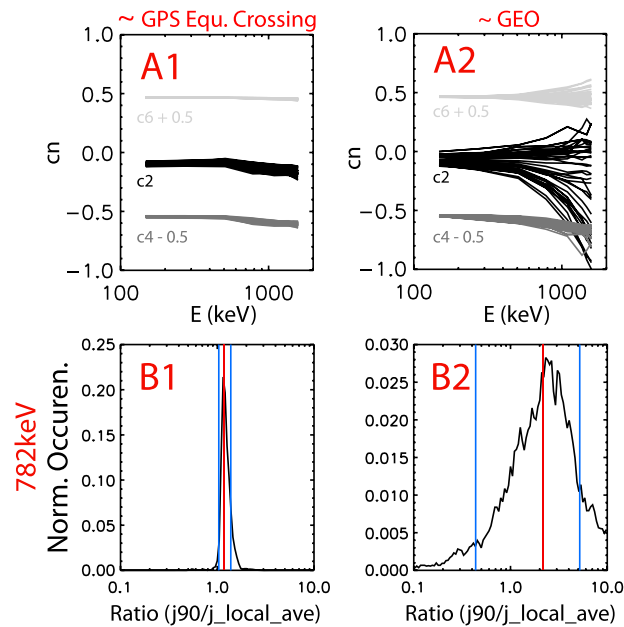 ~ GPS Equ. Crossing
~ GEO
1.0
0.5
0.0
−0.5
−1.0
cn
A1
c6 + 0.5
c2
c4 - 0.5
100
1000
E (keV)
1.0
0.5
0.0
−0.5
−1.0
cn
A2
c6 + 0.5
c2
c4 - 0.5
100
1000
E (keV)
782keV
Norm. Occuren.
0.25
0.20
0.15
0.10
0.05
0.00
B1
0.1
1.0
10.0
Ratio (j90/j_local_ave)
0.030
0.025
0.020
0.015
0.010
0.005
0.000
B2
0.1
1.0
10.0
Ratio (j90/j_local_ave)